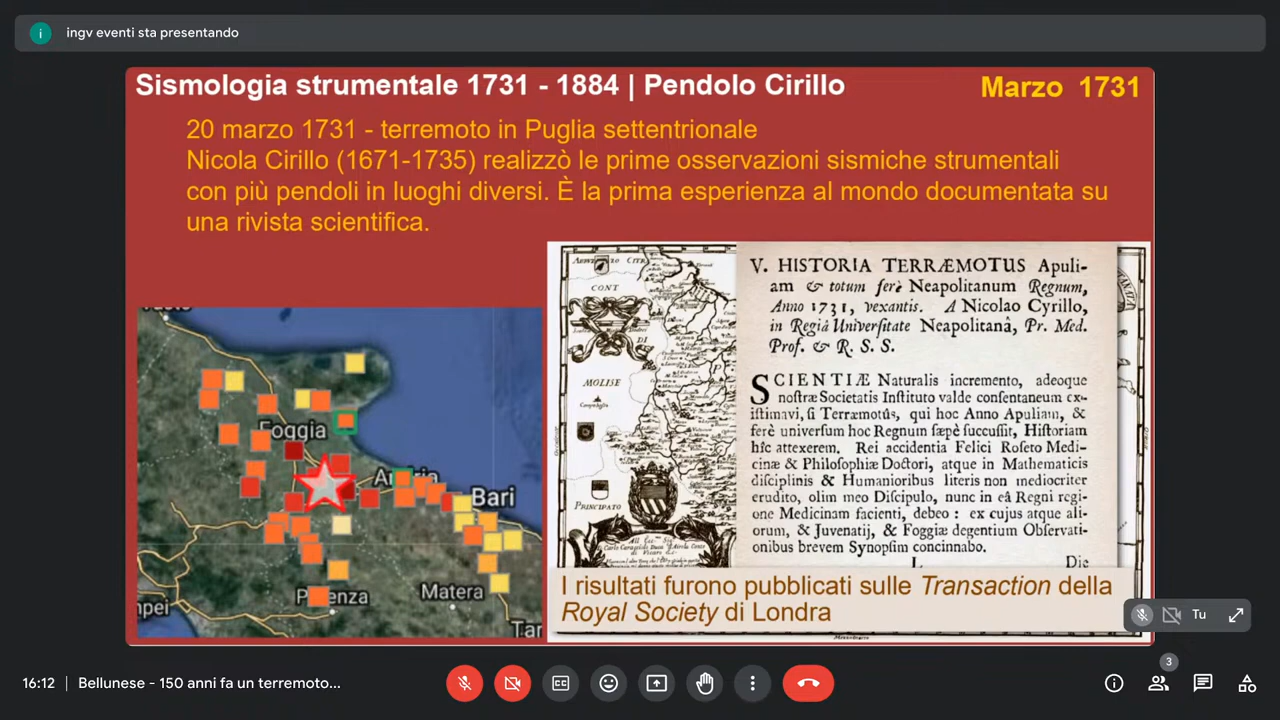 i
ingv eventi sta presentando
Sismologia strumentale 1731 - 1884 | Pendolo Cirillo
Marzo 1731
20 marzo 1731 - terremoto in Puglia settentrionale
Nicola Cirillo (1671-1735) realizzò le prime osservazioni sismiche strumentali
con più pendoli in luoghi diversi. È la prima esperienza al mondo documentata su
una rivista scientifica.
Foggia
Bari
Matera
CONT
DI
MOLISE
PRINCIPATO
V. HISTORIA TERRÆMOTUS Apuli-
am & totum ferè Neapolitanum Regnum,
Anno 1731, vexantis. A Nicolao Cyrillo,
in Regiâ Universitate Neapolitanâ, Pr. Med.
Prof. & R. S. S.
SCIENTIÆ Naturalis incremento, adeoque
nostræ Societatis Instituto valde consentaneum ex-
istimavi, si Terræmotûs, qui hoc Anno Apuliam, &
ferè universum hoc Regnum sæpè succussit, Historiam
hîc attexerem. Rei accidentia Felici Roseto Medi-
cinæ & Philosophiæ Doctori, atque in Mathematicis
disciplinis & Humanioribus literis non mediocriter
erudito, olim meo Discipulo, nunc in eâ Regni regi-
one Medicinam facienti, debeo : ex cujus atque ali-
orum, & Juvenatij, & Foggiæ degentium Observati-
onibus brevem Synopsim concinnabo.
I risultati furono pubblicati sulle Transaction della
Royal Society di Londra
Tu
16:12 | Bellunese - 150 anni fa un terremoto...
CC
3